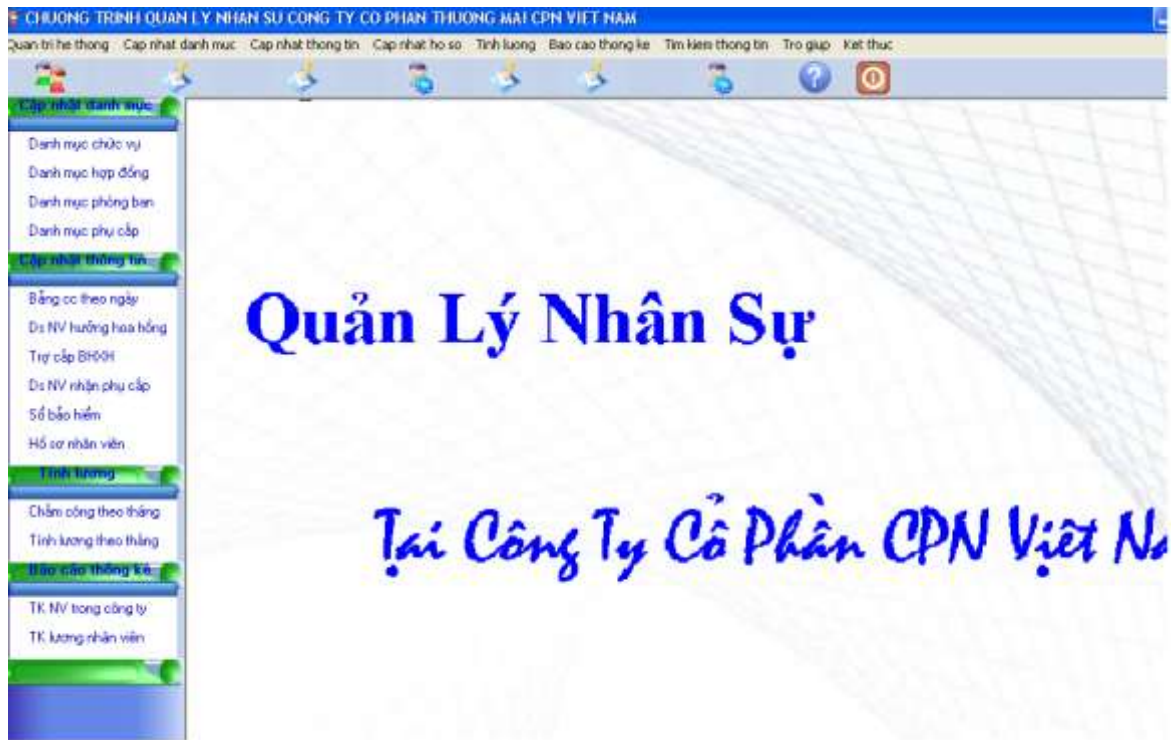 CHUONG TRINH QUAN LY NHAN SU CONG TY CO PHAN THUONG MAI CPN VIET NAM
Quan tri he thong Cap nhat danh muc Cap nhat thong tin Cap nhat ho so Tinh luong Bao cao thong ke Tim kiem thong tin Tro giup Ket thuc
Cập nhật danh mục
Danh mục chức vụ
Danh mục hợp đồng
Danh mục phòng ban
Danh mục phụ cấp
Cập nhật thông tin
Bảng cc theo ngày
Ds NV hưởng hoa hồng
Trợ cấp BHXH
Ds NV nhận phụ cấp
Sổ bảo hiểm
Hồ sơ nhân viên
Tính lương
Chấm công theo tháng
Tính lương theo tháng
Báo cáo thống kê
TK NV trong công ty
TK lương nhân viên
Quản Lý Nhân Sự
Tại Công Ty Cổ Phần CPN Việt Na